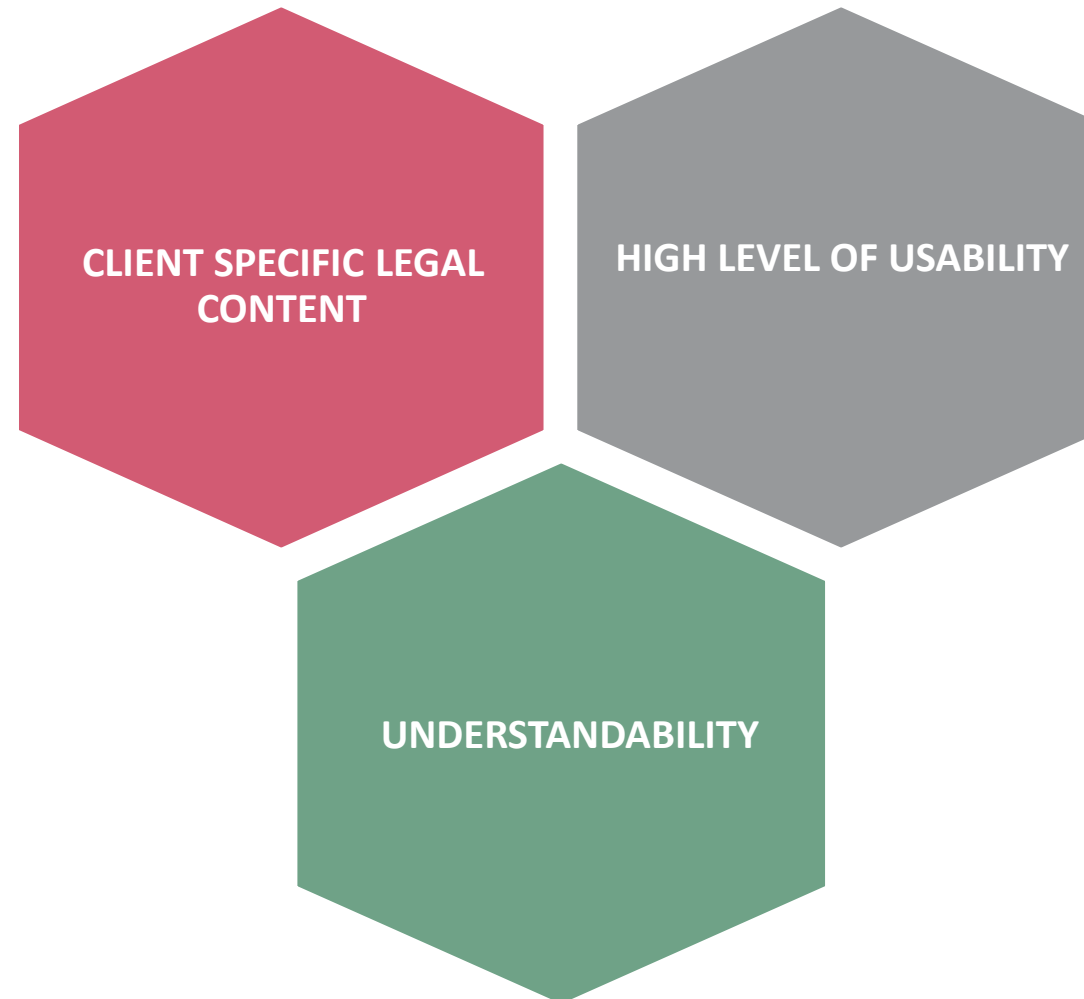 CLIENT SPECIFIC LEGAL
CONTENT
HIGH LEVEL OF USABILITY
UNDERSTANDABILITY